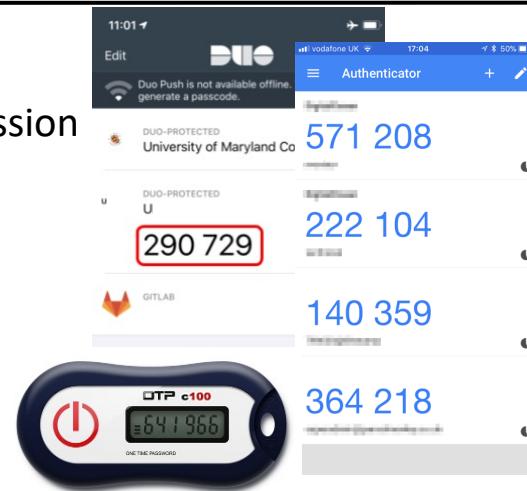 ssion
11:01
Edit
DUO
Duo Push is not available offline.
generate a passcode.
DUO-PROTECTED
University of Maryland Co
U
DUO-PROTECTED
U
290 729
GITLAB
vodafone UK 17:04 50%
Authenticator
571 208
222 104
140 359
364 218
OTP c100
641966
ONE TIME PASSWORD